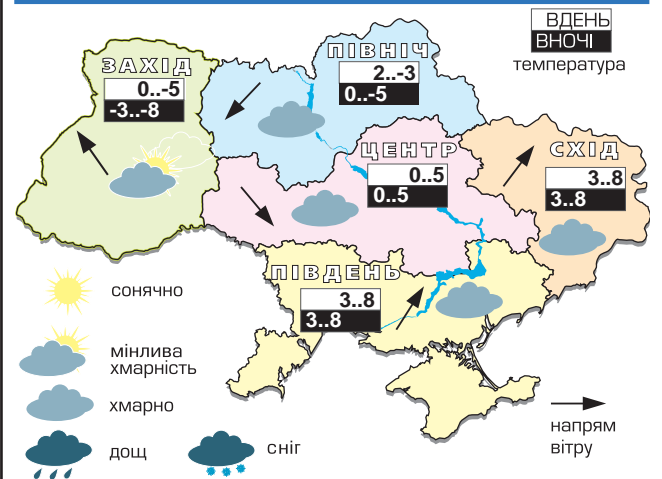 ВДЕНЬ
ВНОЧІ
температура
ЗАХІД
0..-5
-3..-8
ПІВНІЧ
2..-3
0..-5
ЦЕНТР
0..5
0..5
СХІД
3..8
3..8
ПІВДЕНЬ
3..8
3..8
сонячно
мінлива
хмарність
хмарно
дощ
сніг
напрям
вітру